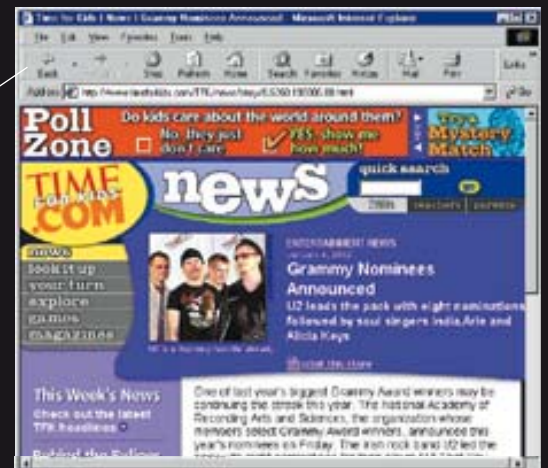 Time for Kids | News | Grammy Nominees Announced - Microsoft Internet Explorer
File Edit View Favorites Tools Help
Back Stop Refresh Home Search Favorites History Mail Print Links
Address Go
Poll Zone
Do kids care about the world around them?
No, they just don't care
YES, show me how much!
Try a Mystery Match
TIME FOR KIDS .COM
news
quick search
GO
teachers parents
news
look it up
your turn
explore
games
magazines
ENTERTAINMENT NEWS
Grammy Nominees
Announced
U2 leads the pack with eight nominations
followed by soul singers India.Arie and
Alicia Keys
This Week's News
Check out the latest
TFK headlines
One of last year's biggest Grammy Award winners may be
continuing the streak this year. The National Academy of
Recording Arts and Sciences, the organization whose
members select Grammy Award winners, announced this
year's nominees on Friday. The Irish rock band U2 led the